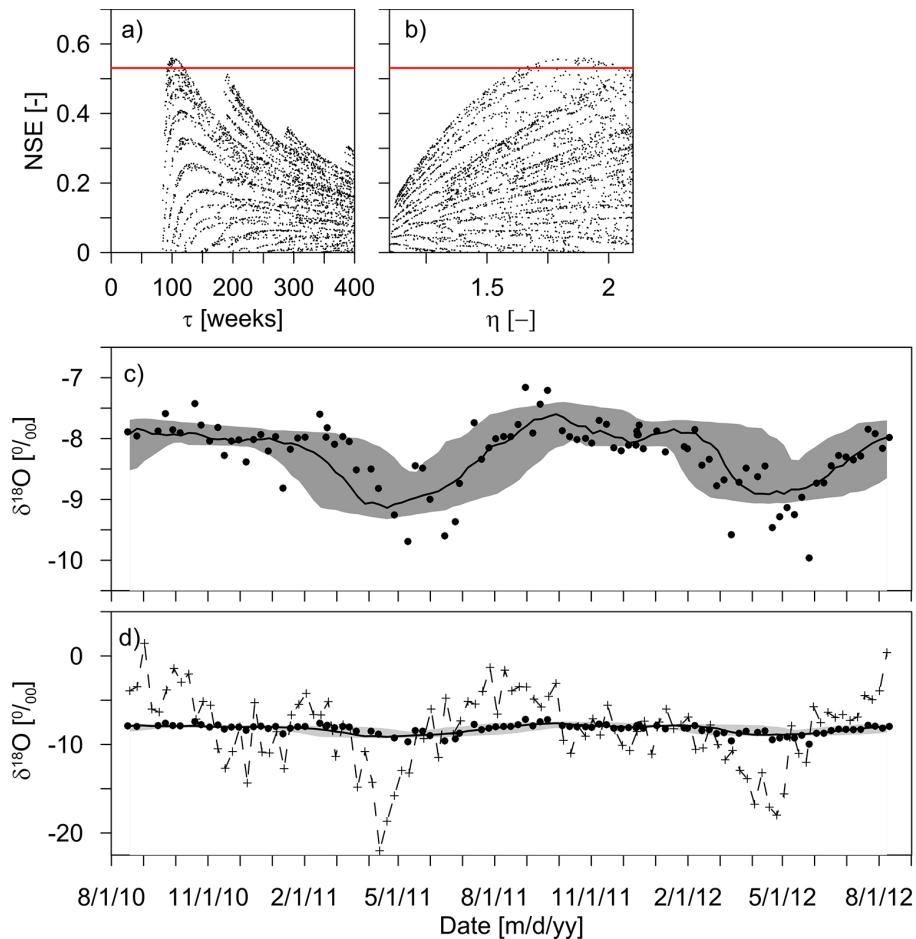 a)
b)
0.6
0.4
0.2
0
NSE [-]
0 100 200 300 400
τ [weeks]
1.5 2
η [–]
c)
-7
-8
-9
-10
δ¹⁸O [⁰/₀₀]
d)
0
-10
-20
δ¹⁸O [⁰/₀₀]
8/1/10 11/1/10 2/1/11 5/1/11 8/1/11 11/1/11 2/1/12 5/1/12 8/1/12
Date [m/d/yy]